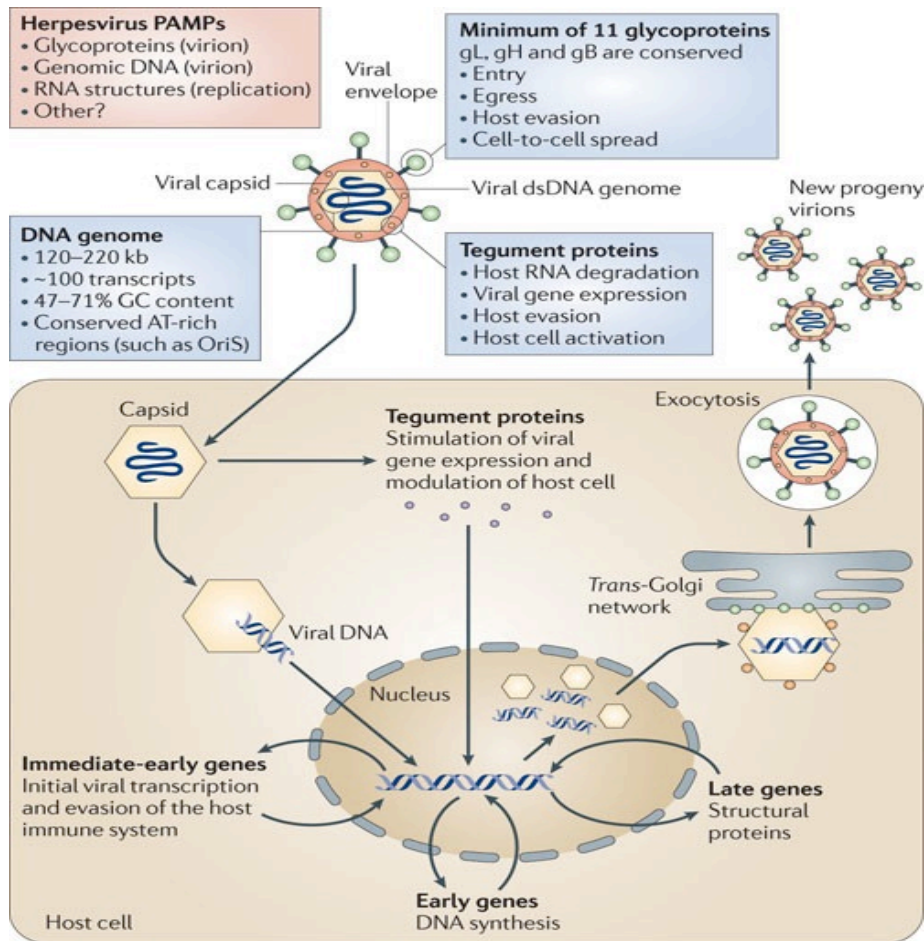 Herpesvirus PAMPs
• Glycoproteins (virion)
• Genomic DNA (virion)
• RNA structures (replication)
• Other?
Viral
envelope
Minimum of 11 glycoproteins
gL, gH and gB are conserved
• Entry
• Egress
• Host evasion
• Cell-to-cell spread
Viral capsid
Viral dsDNA genome
New progeny
virions
DNA genome
• 120–220 kb
• ~100 transcripts
• 47–71% GC content
• Conserved AT-rich
regions (such as OriS)
Tegument proteins
• Host RNA degradation
• Viral gene expression
• Host evasion
• Host cell activation
Capsid
Tegument proteins
Stimulation of viral
gene expression and
modulation of host cell
Exocytosis
Trans-Golgi
network
Viral DNA
Nucleus
Immediate-early genes
Initial viral transcription
and evasion of the host
immune system
Late genes
Structural
proteins
Early genes
DNA synthesis
Host cell